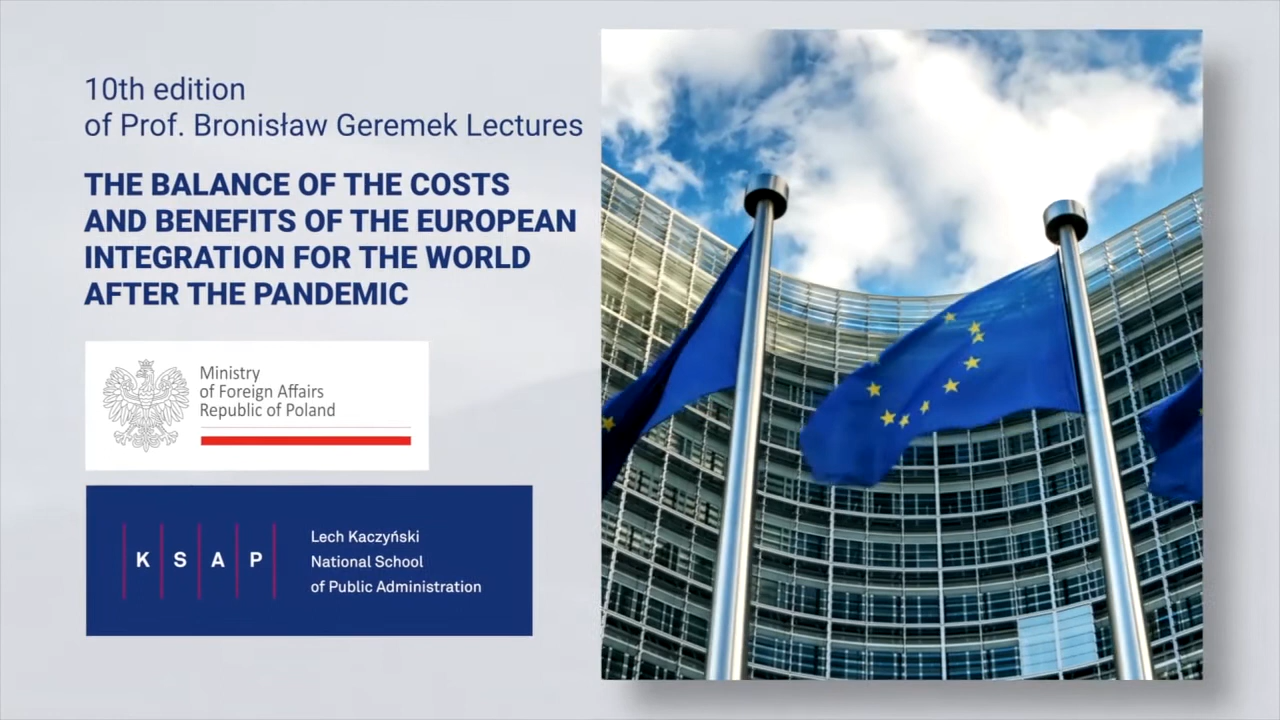 10th edition
of Prof. Bronisław Geremek Lectures
THE BALANCE OF THE COSTS
AND BENEFITS OF THE EUROPEAN
INTEGRATION FOR THE WORLD
AFTER THE PANDEMIC
Ministry
of Foreign Affairs
Republic of Poland
KSAP
Lech Kaczyński
National School
of Public Administration